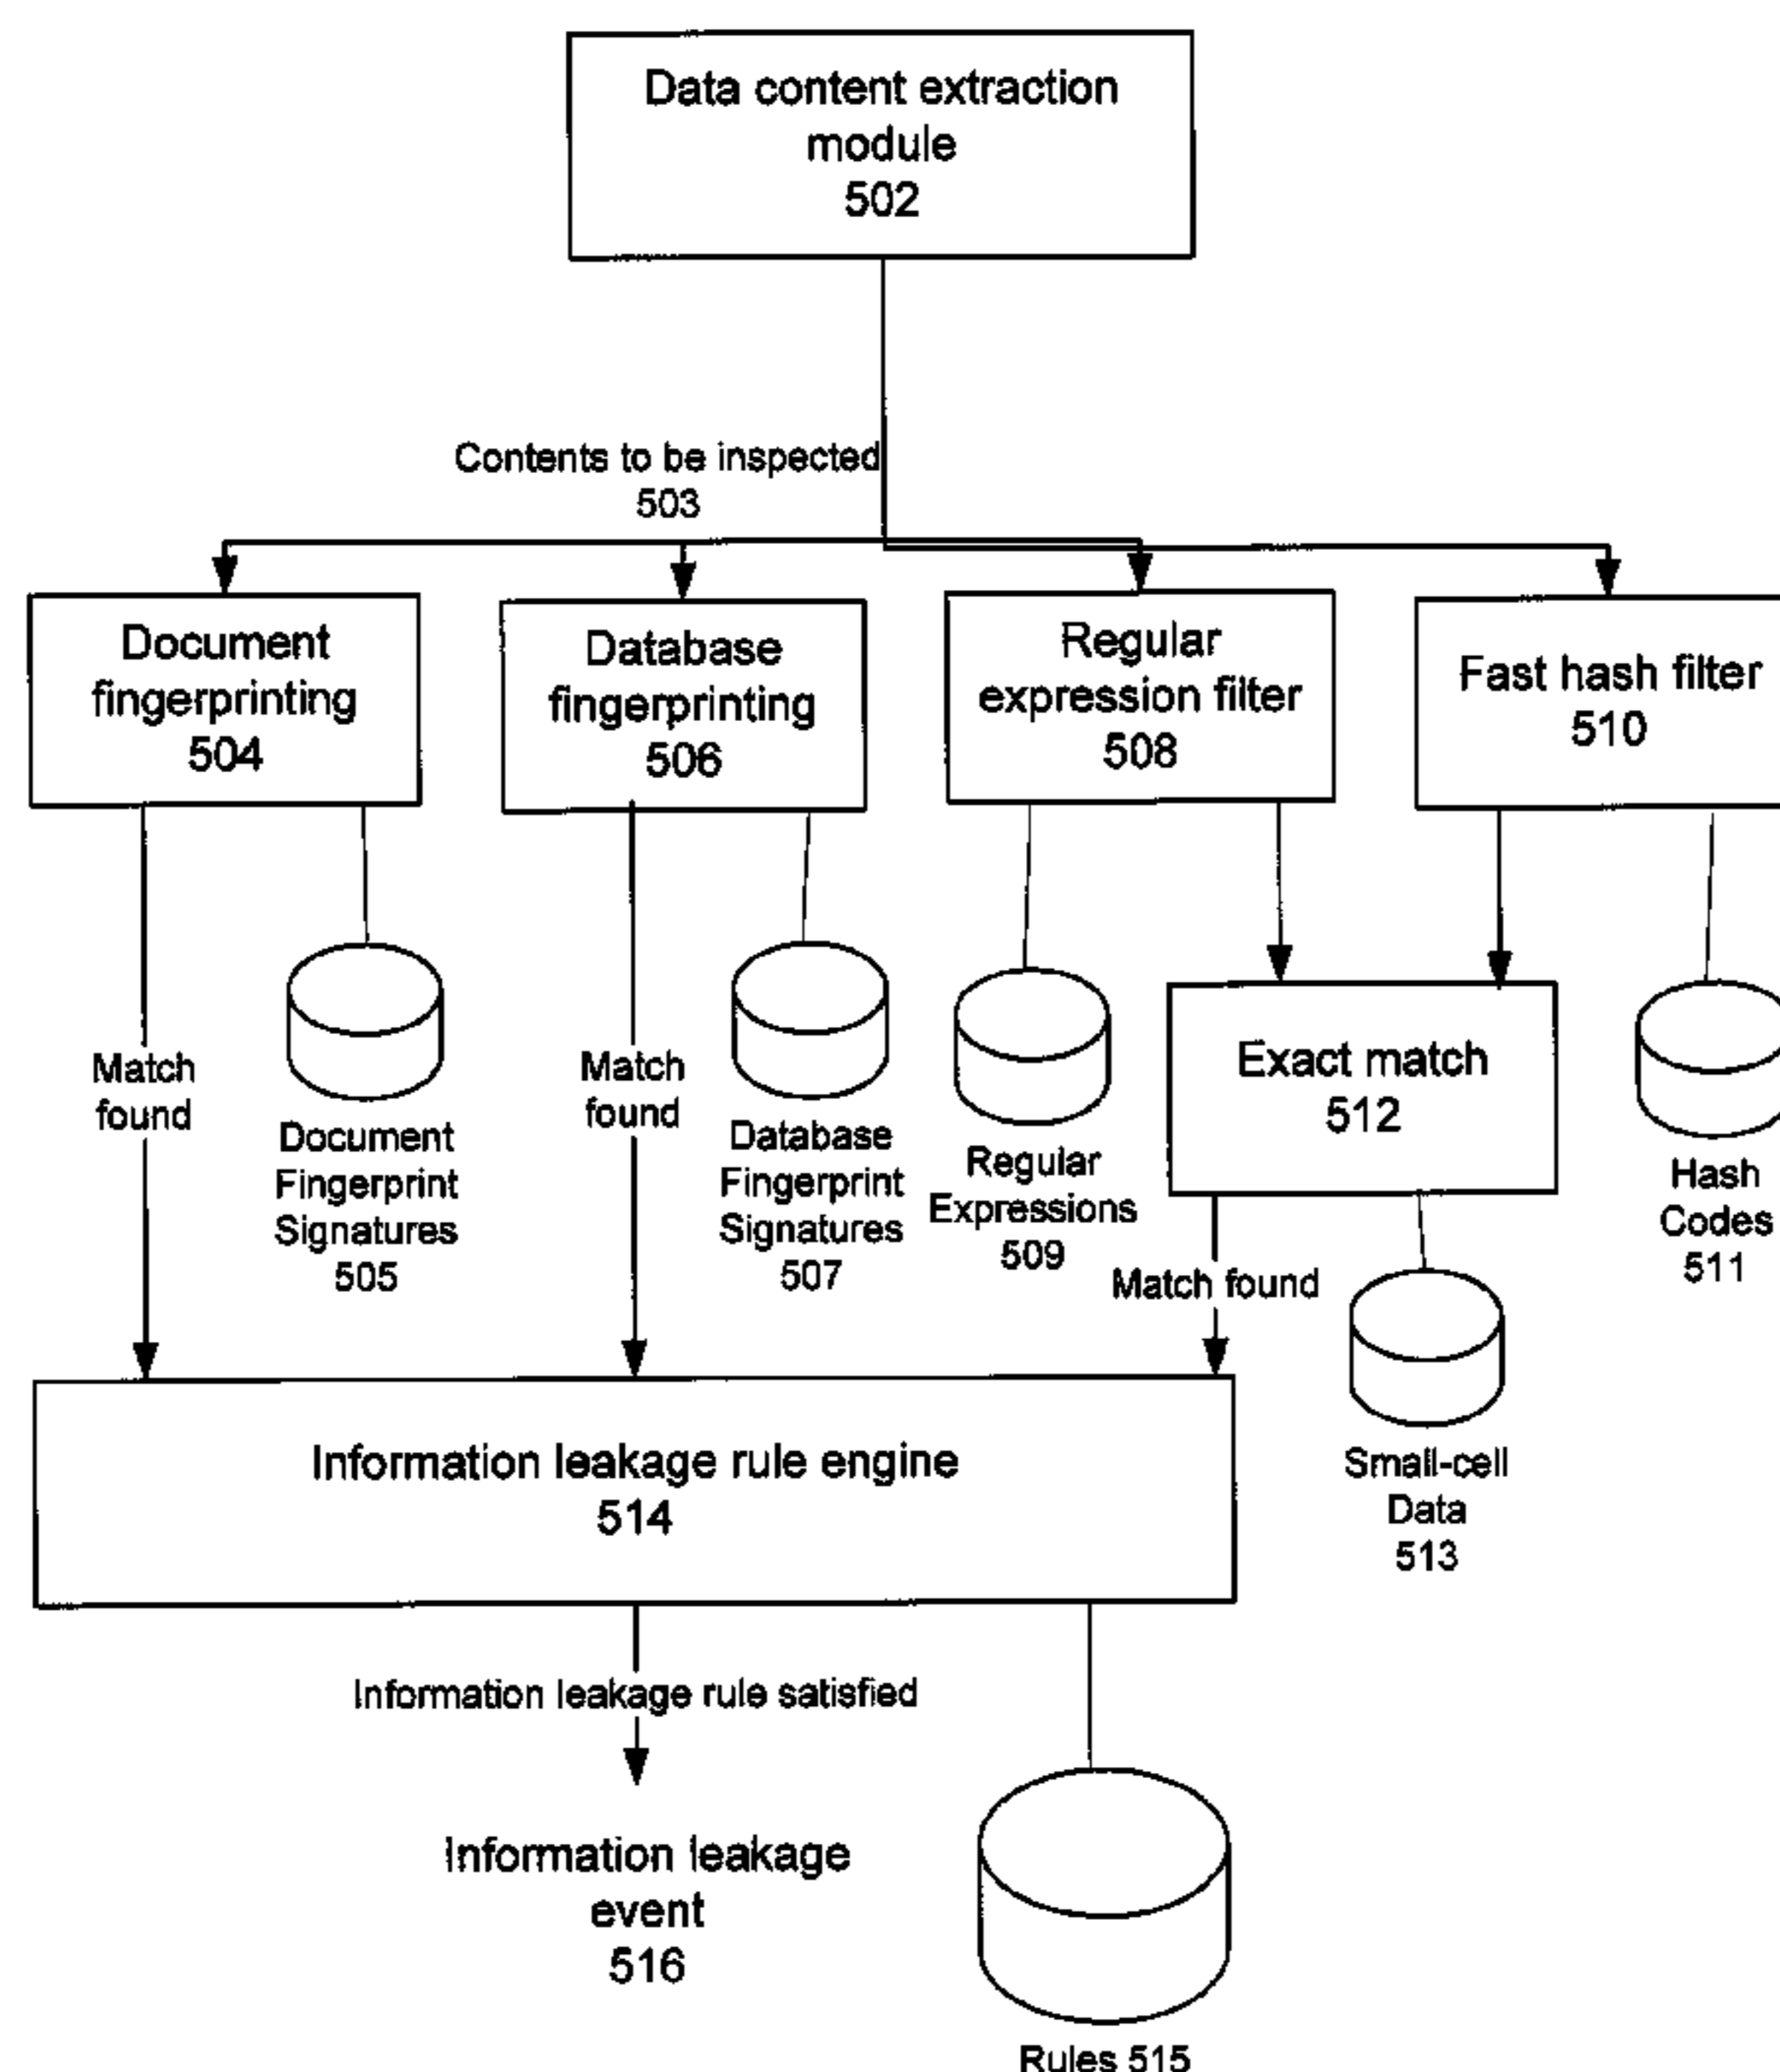 Data content extraction
module
502
Contents to be inspected
503
Document
fingerprinting
504
Database
fingerprinting
506
Regular
expression filter
508
Fast hash filter
510
Match
found
Document
Fingerprint
Signatures
505
Match
found
Database
Fingerprint
Signatures
507
Regular
Expressions
509
Exact match
512
Hash
Codes
511
Match found
Small-cell
Data
513
Information leakage rule engine
514
Information leakage rule satisfied
Information leakage
event
516
Rules 515